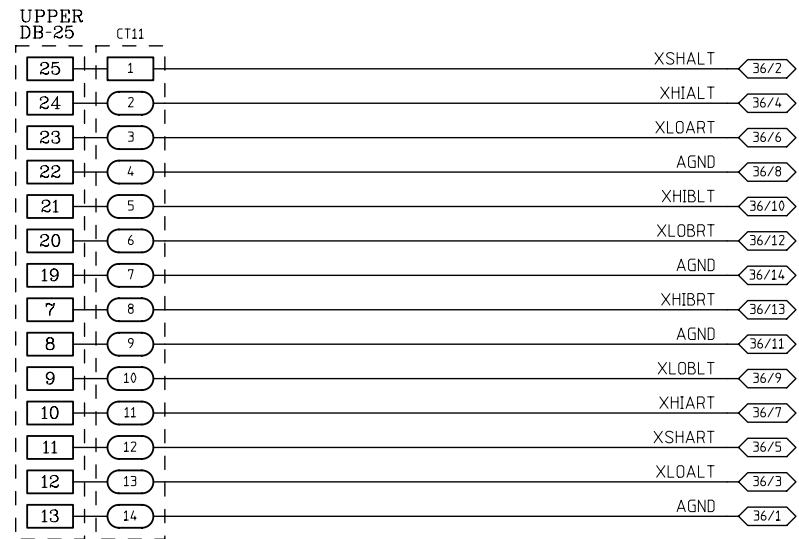 UPPER
DB-25 CT11
25 1 XSHALT 36/2
24 2 XHIALT 36/4
23 3 XLOART 36/6
22 4 AGND 36/8
21 5 XHIBLT 36/10
20 6 XLOBRT 36/12
19 7 AGND 36/14
7 8 XHIBRT 36/13
8 9 AGND 36/11
9 10 XLOBLT 36/9
10 11 XHIART 36/7
11 12 XSHART 36/5
12 13 XLOALT 36/3
13 14 AGND 36/1